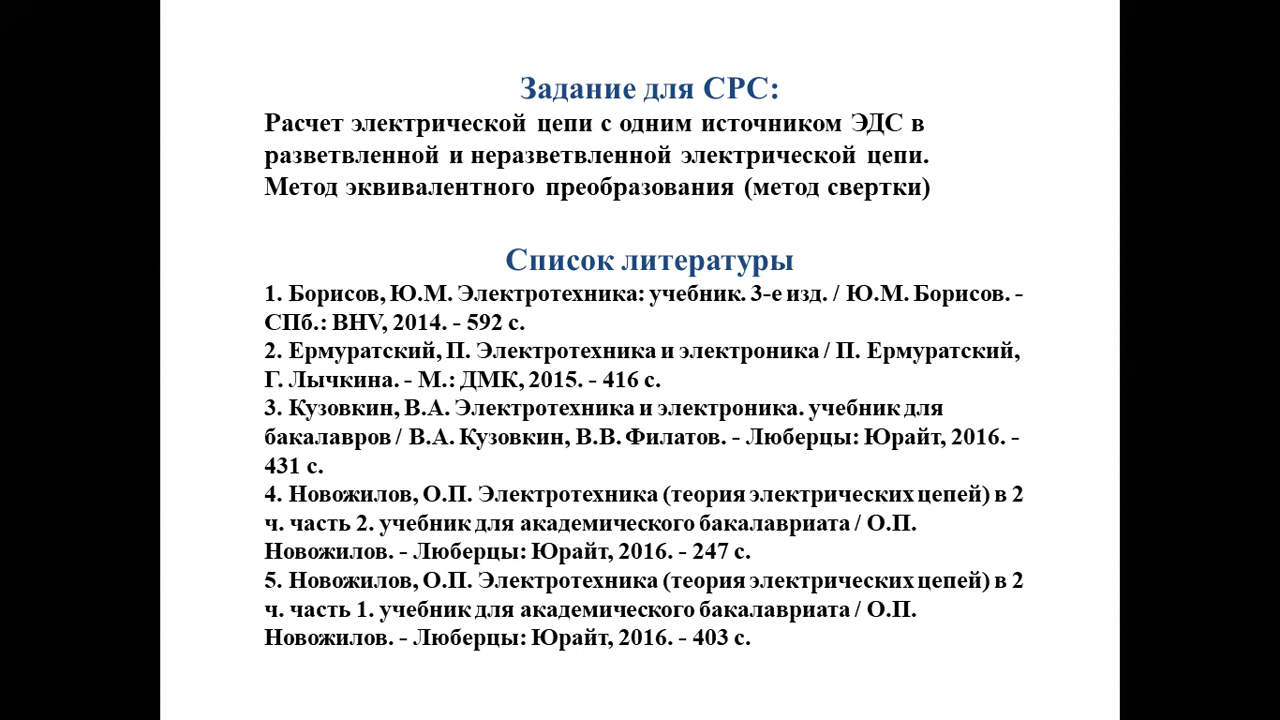 Задание для СРС:
Расчет электрической цепи с одним источником ЭДС в
разветвленной и неразветвленной электрической цепи.
Метод эквивалентного преобразования (метод свертки)
Список литературы
1. Борисов, Ю.М. Электротехника: учебник. 3-е изд. / Ю.М. Борисов. -
СПб.: BHV, 2014. - 592 с.
2. Ермуратский, П. Электротехника и электроника / П. Ермуратский,
Г. Лычкина. - М.: ДМК, 2015. - 416 с.
3. Кузовкин, В.А. Электротехника и электроника. учебник для
бакалавров / В.А. Кузовкин, В.В. Филатов. - Люберцы: Юрайт, 2016. -
431 с.
4. Новожилов, О.П. Электротехника (теория электрических цепей) в 2
ч. часть 2. учебник для академического бакалавриата / О.П.
Новожилов. - Люберцы: Юрайт, 2016. - 247 с.
5. Новожилов, О.П. Электротехника (теория электрических цепей) в 2
ч. часть 1. учебник для академического бакалавриата / О.П.
Новожилов. - Люберцы: Юрайт, 2016. - 403 с.